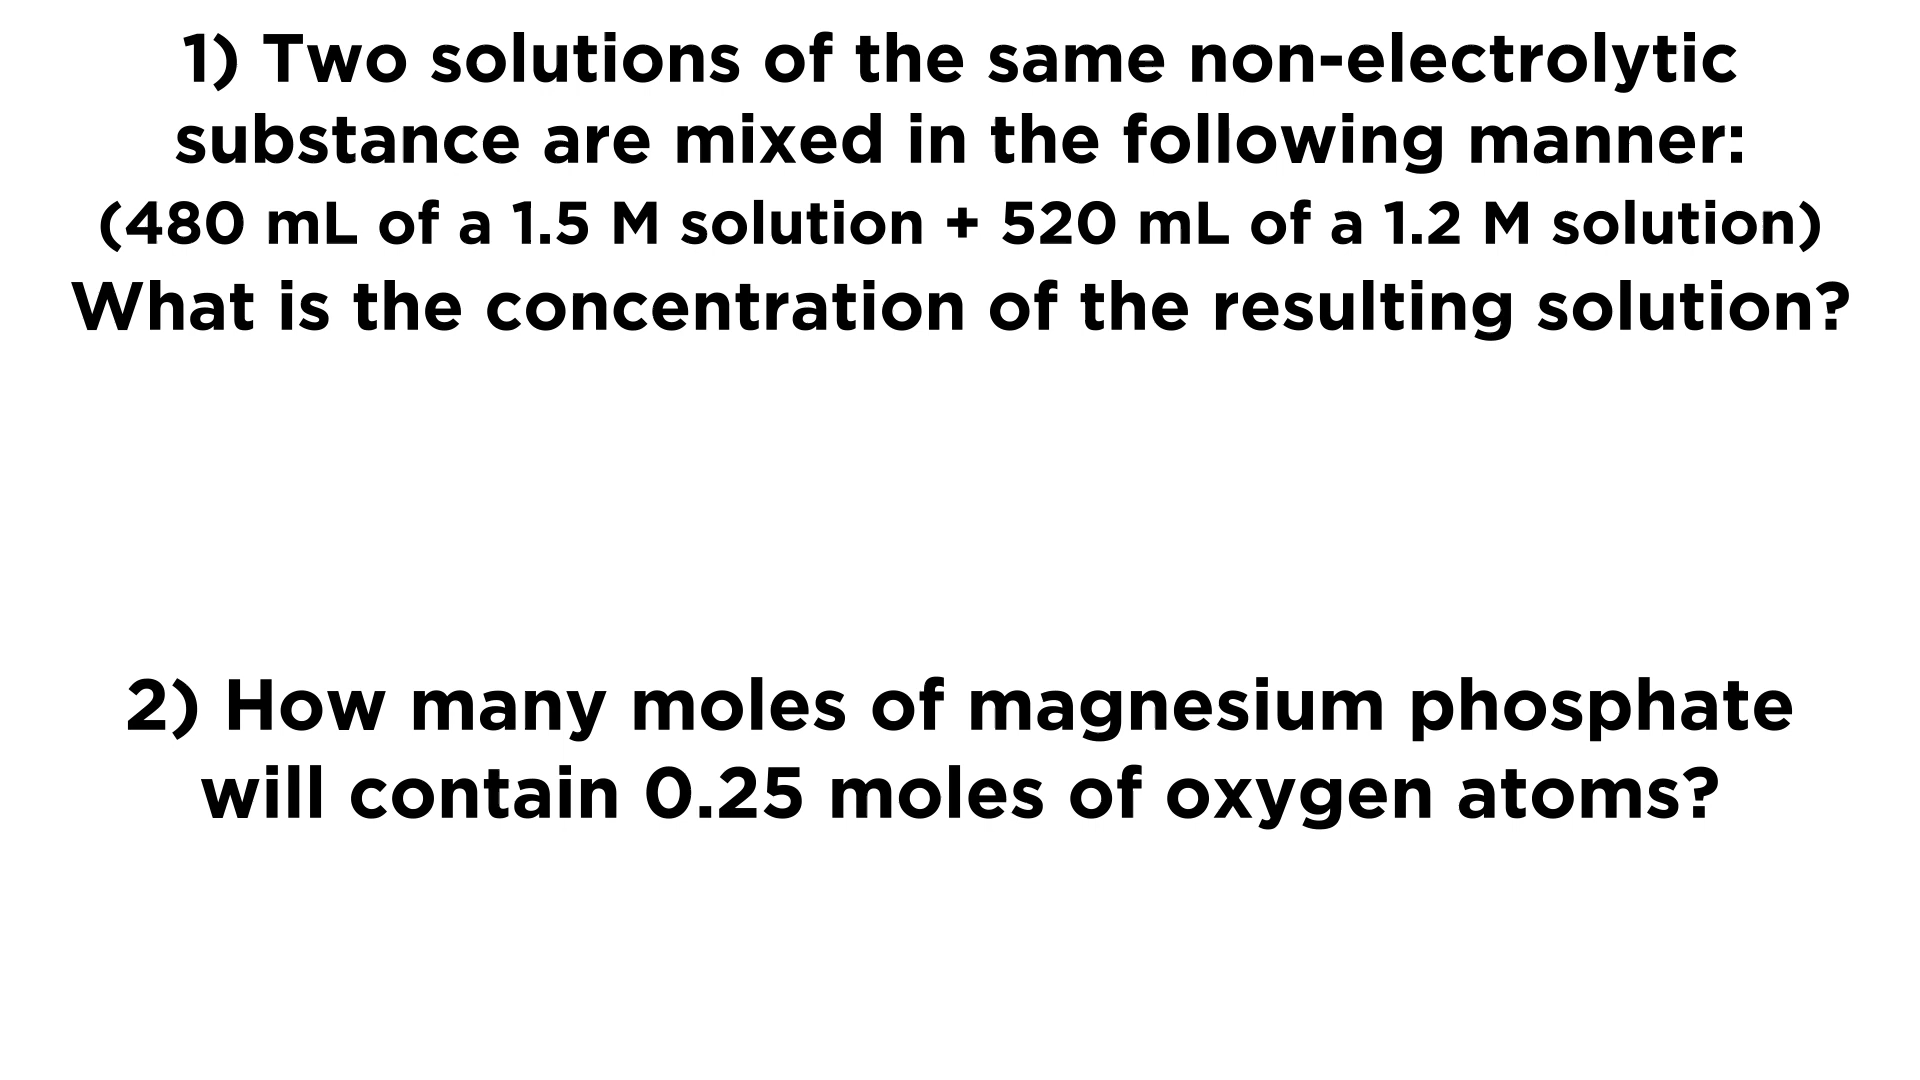 1) Two solutions of the same non-electrolytic
substance are mixed in the following manner:
(480 mL of a 1.5 M solution + 520 mL of a 1.2 M solution)
What is the concentration of the resulting solution?
2) How many moles of magnesium phosphate
will contain 0.25 moles of oxygen atoms?